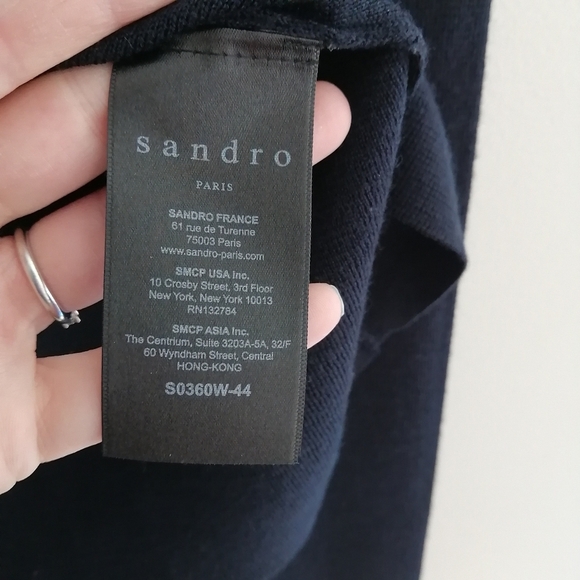 sandro
PARIS
SANDRO FRANCE
61 rue de Turenne
75003 Paris
www.sandro-paris.com
SMCP USA Inc.
10 Crosby Street, 3rd Floor
New York, New York 10013
RN132784
SMCP ASIA Inc.
The Centrium, Suite 3203A-5A, 32/F
60 Wyndham Street, Central
HONG-KONG
S0360W-44